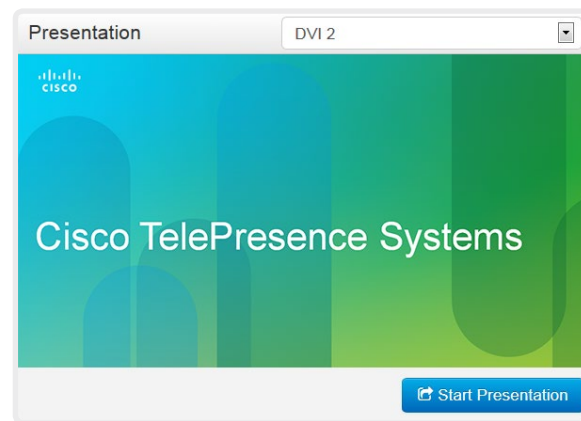 Presentation
DVI 2
CISCO
Cisco TelePresence Systems
Start Presentation